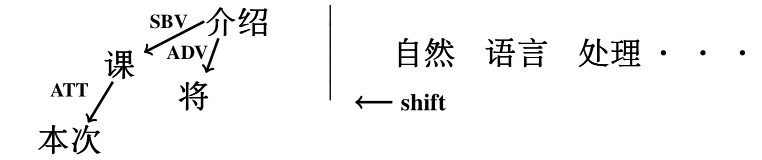 SBV 介绍
ADV
课
自然 语言 处理 · · ·
ATT
将
shift
本次